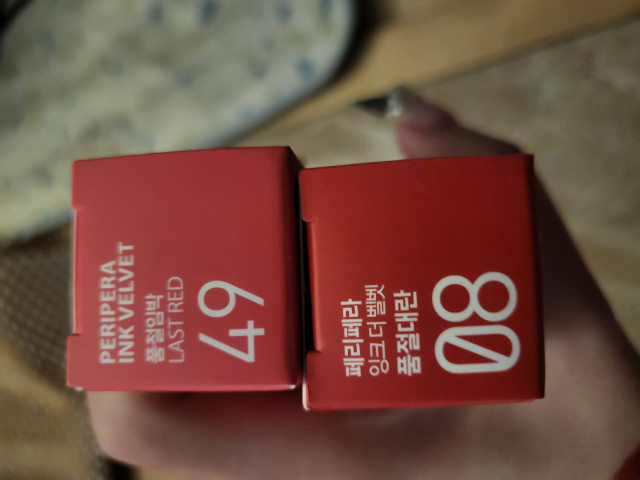 PERIPERA
INK VELVET
품절임박
LAST RED
49
페리페라
잉크 더 벨벳
품절대란
08